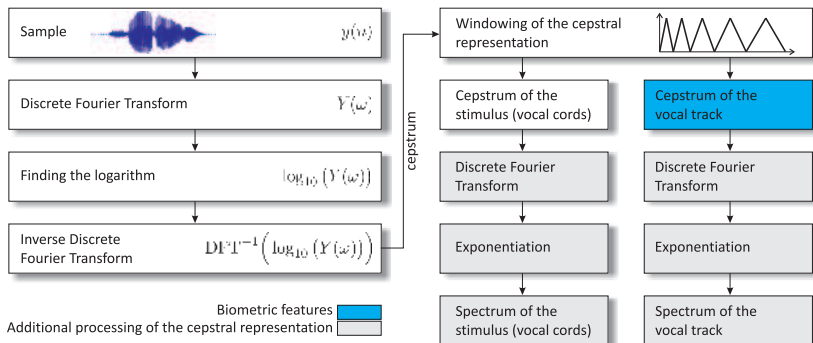 Sample y(w)
Discrete Fourier Transform Y(ω)
Finding the logarithm log₁₀(Y(ω))
Inverse Discrete
Fourier Transform DFT⁻¹(log₁₀(Y(ω)))
cepstrum
Windowing of the cepstral
representation
Cepstrum of the
stimulus (vocal cords)
Discrete Fourier
Transform
Exponentiation
Spectrum of the
stimulus (vocal cords)
Cepstrum of the
vocal track
Discrete Fourier
Transform
Exponentiation
Spectrum of the
vocal track
Biometric features
Additional processing of the cepstral representation